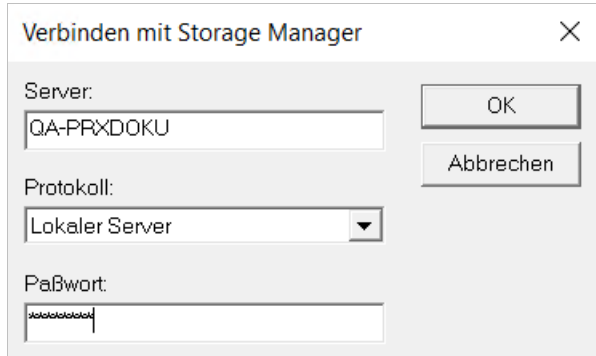 Verbinden mit Storage Manager
Server:
QA-PRXDOKU
OK
Abbrechen
Protokoll:
Lokaler Server
Paßwort:
*********